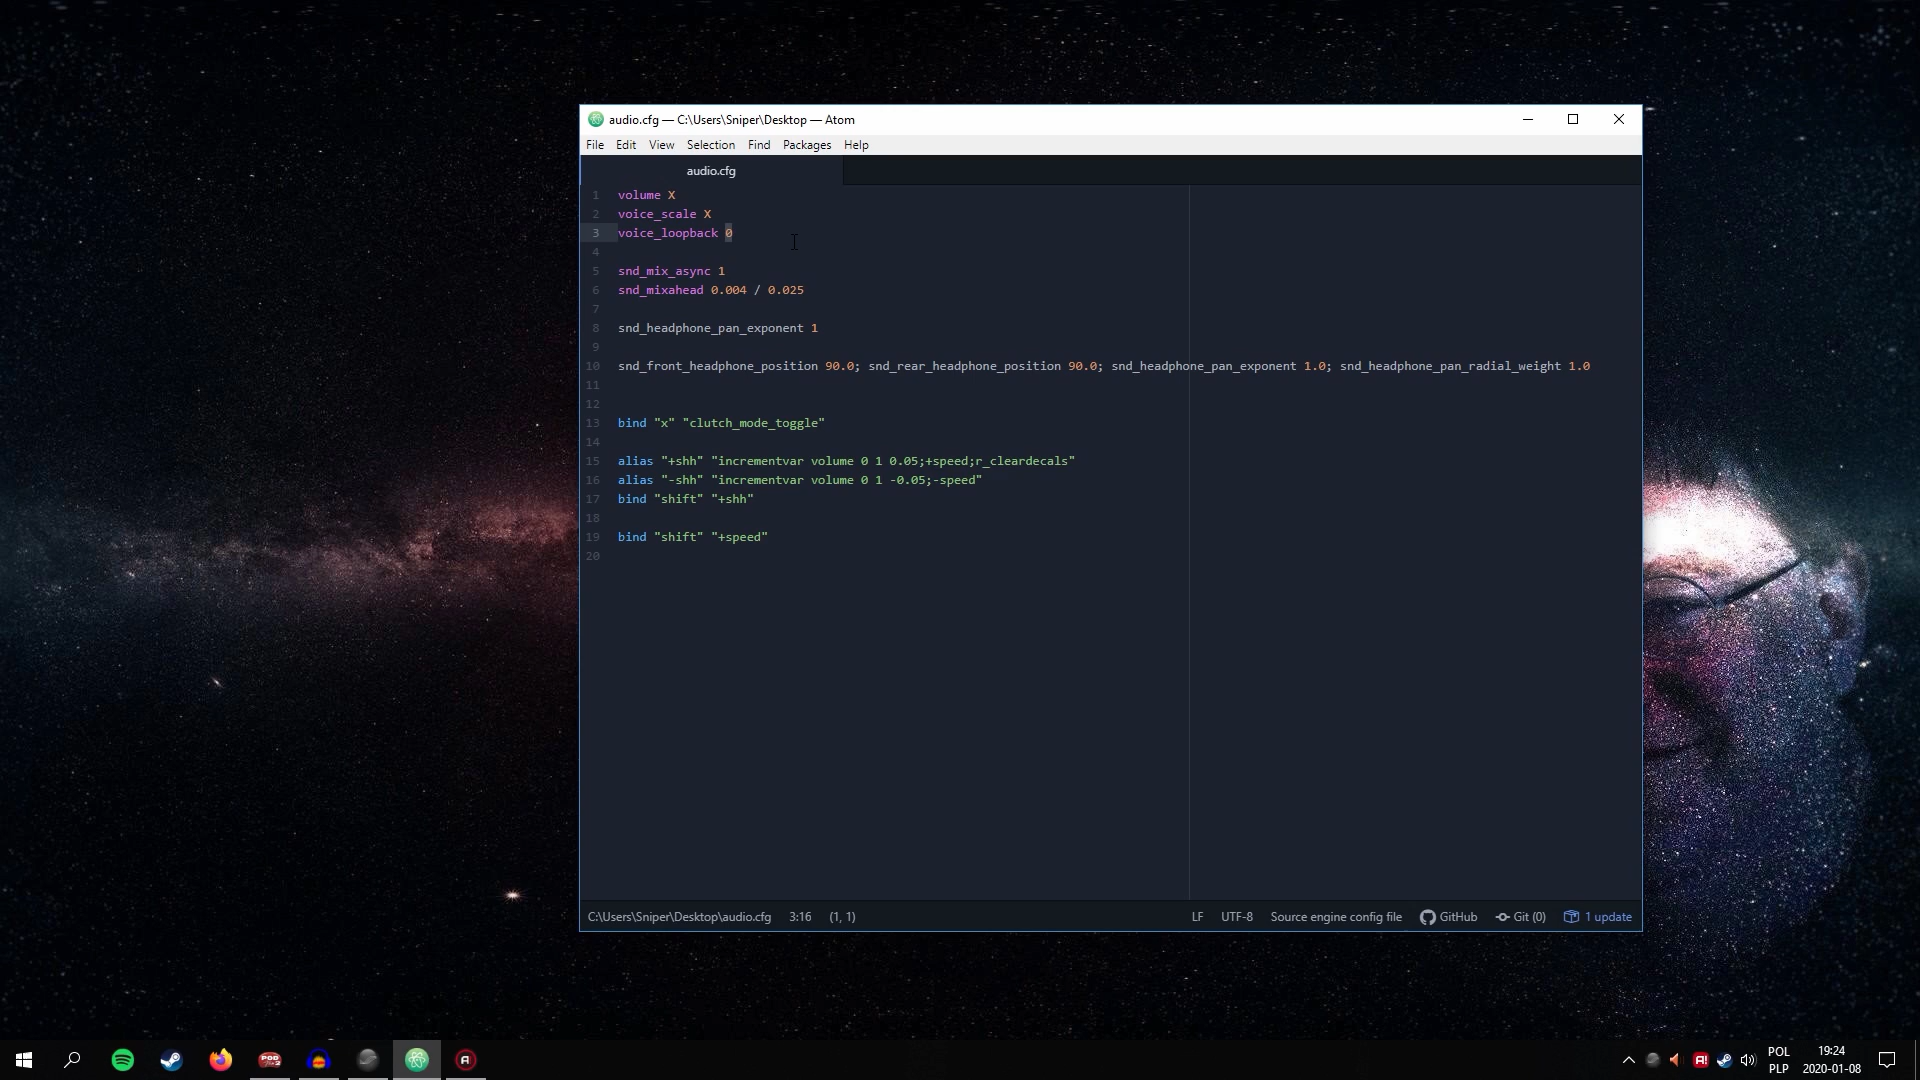 audio.cfg — C:\Users\Sniper\Desktop — Atom
File Edit View Selection Find Packages Help
audio.cfg
1 volume X
2 voice_scale X
3 voice_loopback 0
4
5 snd_mix_async 1
6 snd_mixahead 0.004 / 0.025
7
8 snd_headphone_pan_exponent 1
9
10 snd_front_headphone_position 90.0; snd_rear_headphone_position 90.0; snd_headphone_pan_exponent 1.0; snd_headphone_pan_radial_weight 1.0
11
12
13 bind "x" "clutch_mode_toggle"
14
15 alias "+shh" "incrementvar volume 0 1 0.05;+speed;r_cleardecals"
16 alias "-shh" "incrementvar volume 0 1 -0.05;-speed"
17 bind "shift" "+shh"
18
19 bind "shift" "+speed"
20
C:\Users\Sniper\Desktop\audio.cfg 3:16 (1, 1) LF UTF-8 Source engine config file GitHub Git (0) 1 update
POL 19:24
PLP 2020-01-08